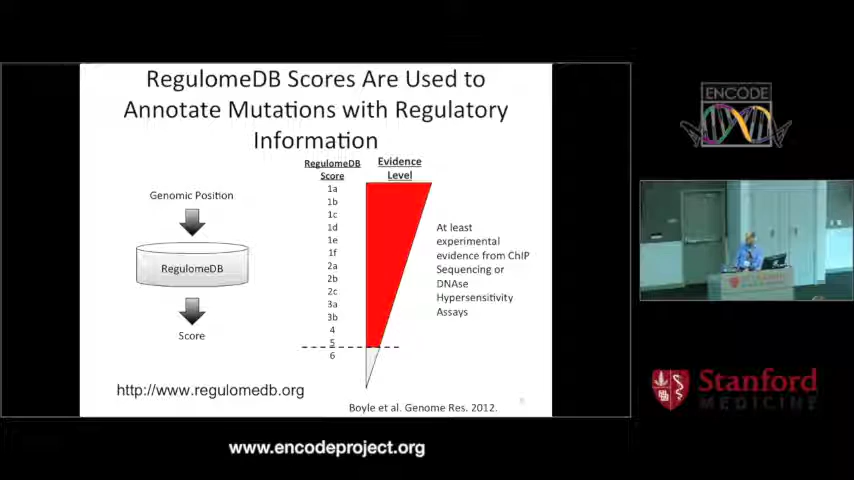 RegulomeDB Scores Are Used to
Annotate Mutations with Regulatory
Information
RegulomeDB
Score
Evidence
Level
Genomic Position
RegulomeDB
Score
1a
1b
1c
1d
1e
1f
2a
2b
2c
3a
3b
4
5
6
At least
experimental
evidence from ChIP
Sequencing or
DNAse
Hypersensitivity
Assays
http://www.regulomedb.org
Boyle et al. Genome Res. 2012.
www.encodeproject.org
ENCODE
Stanford
MEDICINE